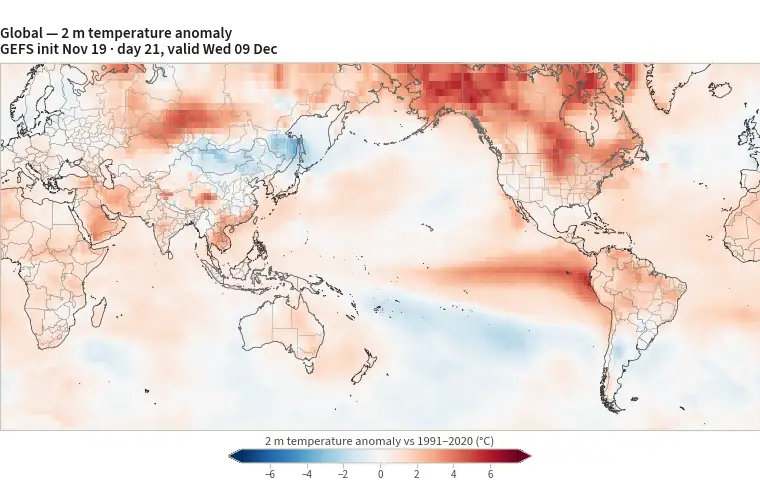 Global — 2 m temperature anomaly
GEFS init Nov 19 · day 21, valid Wed 09 Dec
2 m temperature anomaly vs 1991–2020 (°C)
−6 −4 −2 0 2 4 6